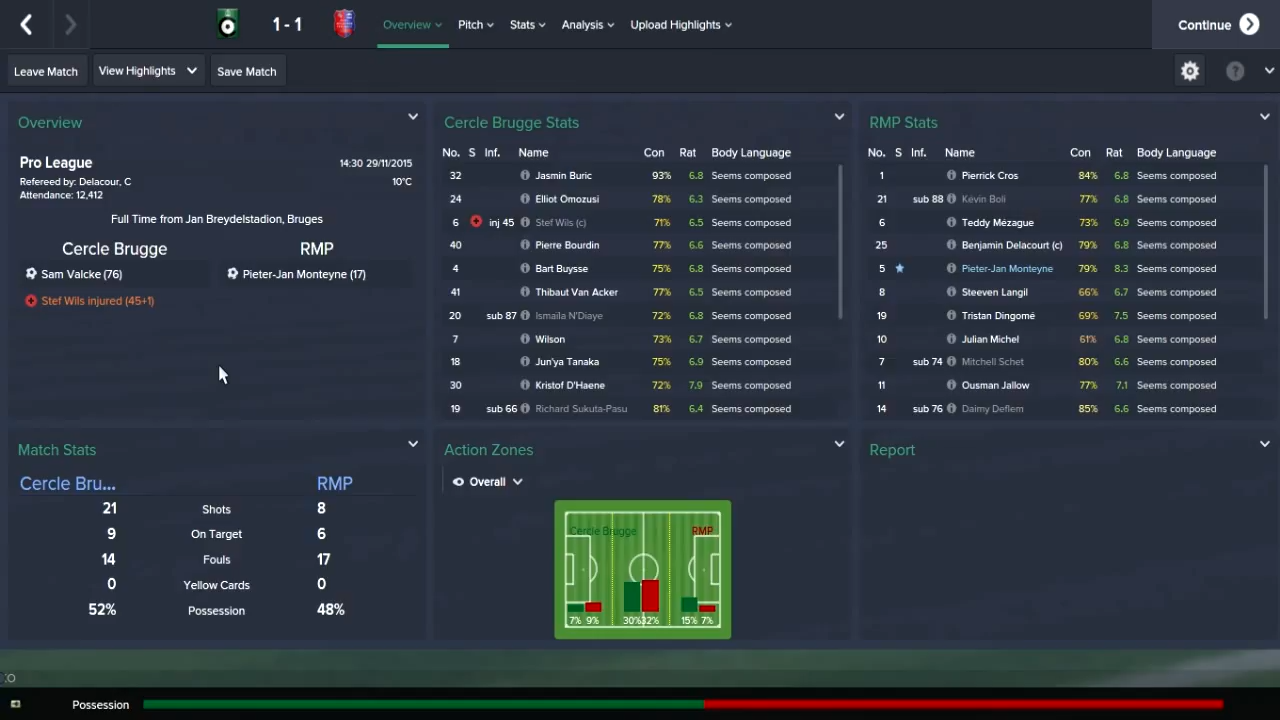 1 - 1
Overview
Pitch
Stats
Analysis
Upload Highlights
Continue
Leave Match
View Highlights
Save Match
?
Overview
Pro League 14:30 29/11/2015
Refereed by: Delacour, C 10°C
Attendance: 12,412
Full Time from Jan Breydelstadion, Bruges
Cercle Brugge RMP
Sam Valcke (76) Pieter-Jan Monteyne (17)
Stef Wils injured (45+1)
Cercle Brugge Stats
No. S Inf. Name Con Rat Body Language
32 Jasmin Buric 93% 6.8 Seems composed
24 Elliot Omozusi 78% 6.3 Seems composed
6 inj 45 Stef Wils (c) 71% 6.5 Seems composed
40 Pierre Bourdin 77% 6.6 Seems composed
4 Bart Buysse 75% 6.8 Seems composed
41 Thibaut Van Acker 77% 6.5 Seems composed
20 sub 87 Ismaïla N'Diaye 72% 6.8 Seems composed
7 Wilson 73% 6.7 Seems composed
18 Jun'ya Tanaka 75% 6.9 Seems composed
30 Kristof D'Haene 72% 7.9 Seems composed
19 sub 66 Richard Sukuta-Pasu 81% 6.4 Seems composed
RMP Stats
No. S Inf. Name Con Rat Body Language
1 Pierrick Cros 84% 6.8 Seems composed
21 sub 88 Kévin Boli 77% 6.8 Seems composed
6 Teddy Mézague 73% 6.9 Seems composed
25 Benjamin Delacourt (c) 79% 6.8 Seems composed
5 Pieter-Jan Monteyne 79% 8.3 Seems composed
8 Steeven Langil 66% 6.7 Seems composed
19 Tristan Dingomé 69% 7.5 Seems composed
10 Julian Michel 61% 6.8 Seems composed
7 sub 74 Mitchell Schet 80% 6.6 Seems composed
11 Ousman Jallow 77% 7.1 Seems composed
14 sub 76 Daimy Deflem 85% 6.6 Seems composed
Match Stats
Cercle Bru... RMP
21 Shots 8
9 On Target 6
14 Fouls 17
0 Yellow Cards 0
52% Possession 48%
Action Zones
Overall
Cercle Brugge RMP
7% 9% 30% 32% 15% 7%
Report
Possession